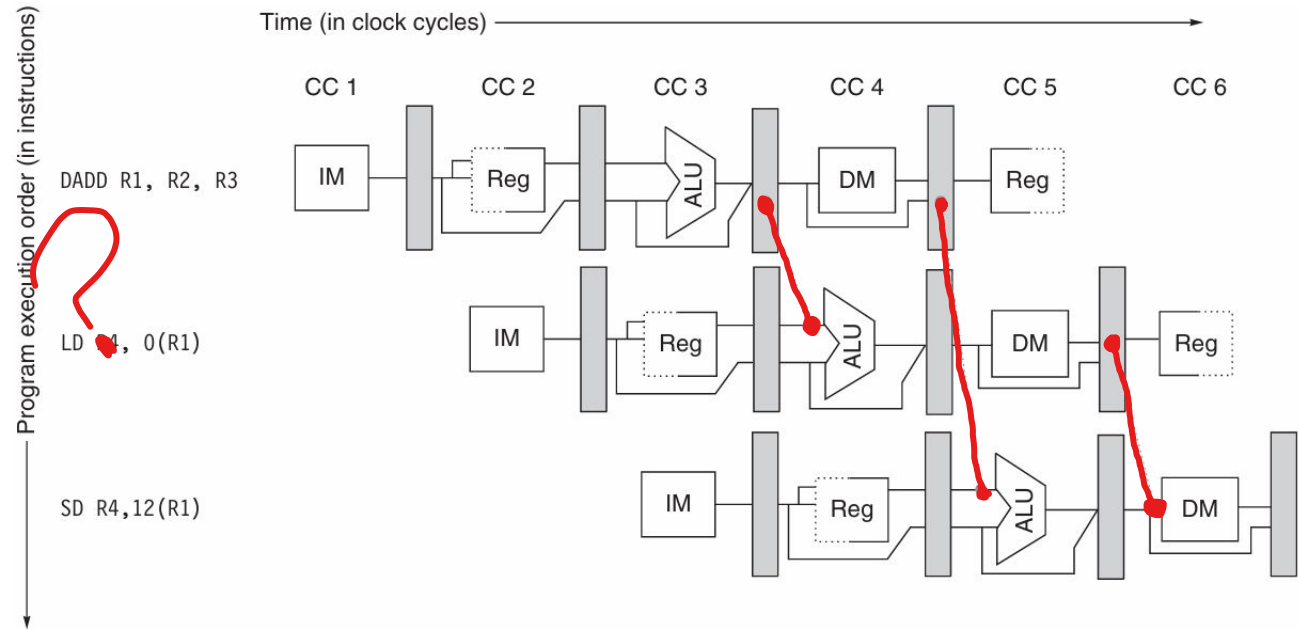 Time (in clock cycles)
CC 1 CC 2 CC 3 CC 4 CC 5 CC 6
Program execution order (in instructions)
DADD R1, R2, R3
IM Reg ALU DM Reg
LD R4, 0(R1)
IM Reg ALU DM Reg
SD R4,12(R1)
IM Reg ALU DM